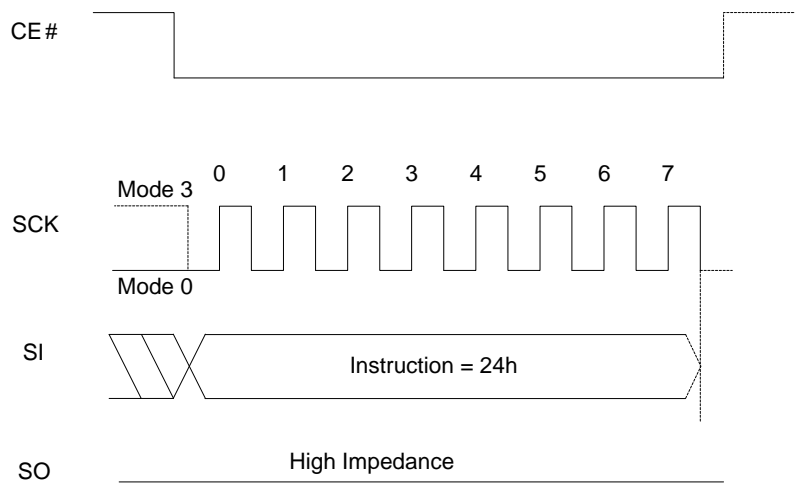 CE#
0 1 2 3 4 5 6 7
Mode 3
SCK
Mode 0
SI
Instruction = 24h
SO
High Impedance